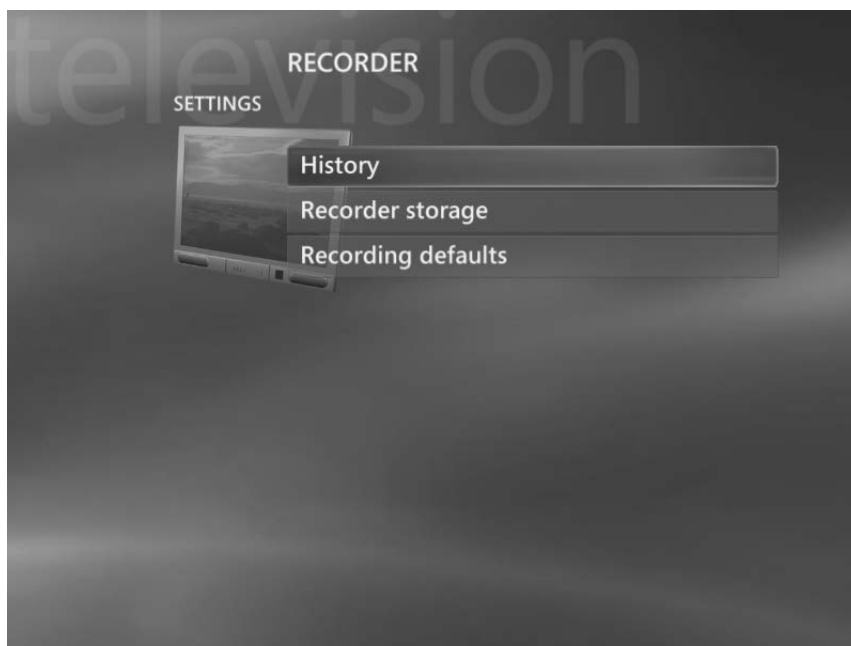 television
RECORDER
SETTINGS
History
Recorder storage
Recording defaults